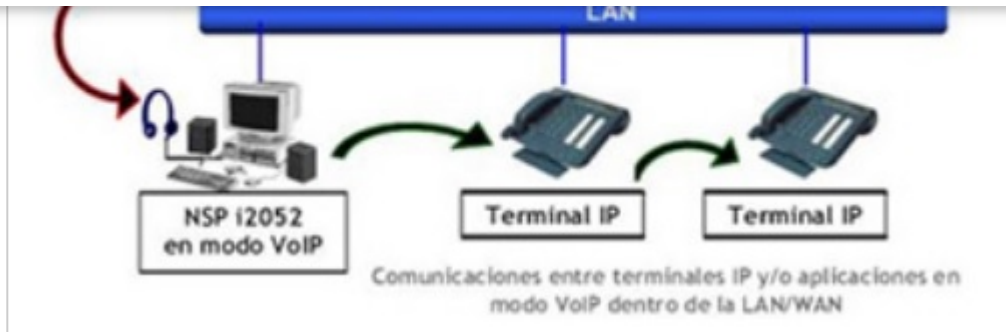 LAN
NSP i2052
en modo VoIP
Terminal IP
Terminal IP
Comunicaciones entre terminales IP y/o aplicaciones en
modo VoIP dentro de la LAN/WAN